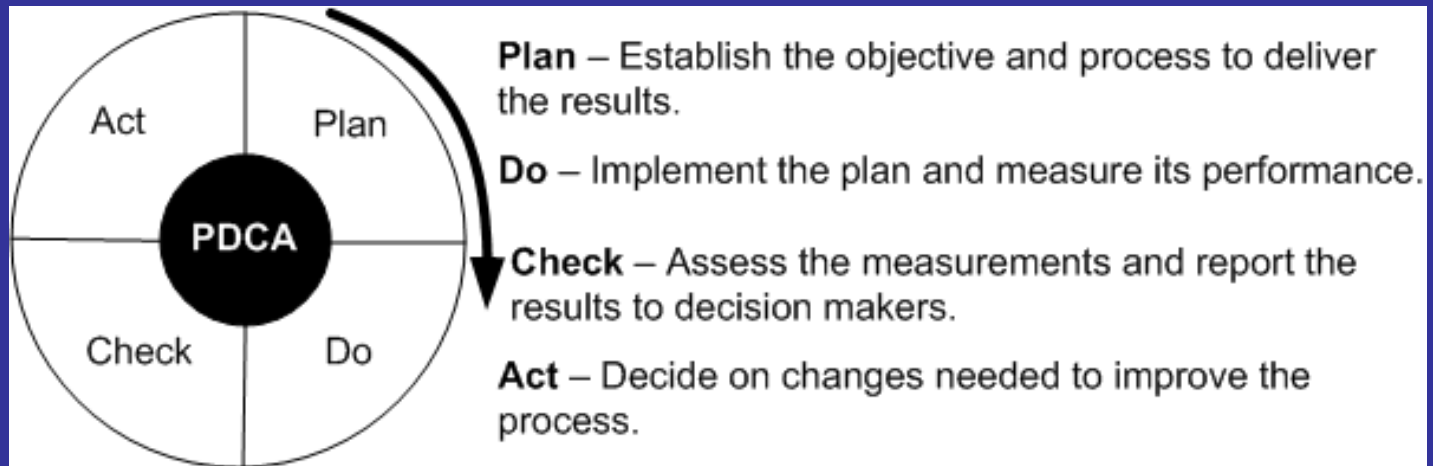 Act
Plan
PDCA
Check
Do
Plan – Establish the objective and process to deliver
the results.
Do – Implement the plan and measure its performance.
Check – Assess the measurements and report the
results to decision makers.
Act – Decide on changes needed to improve the
process.